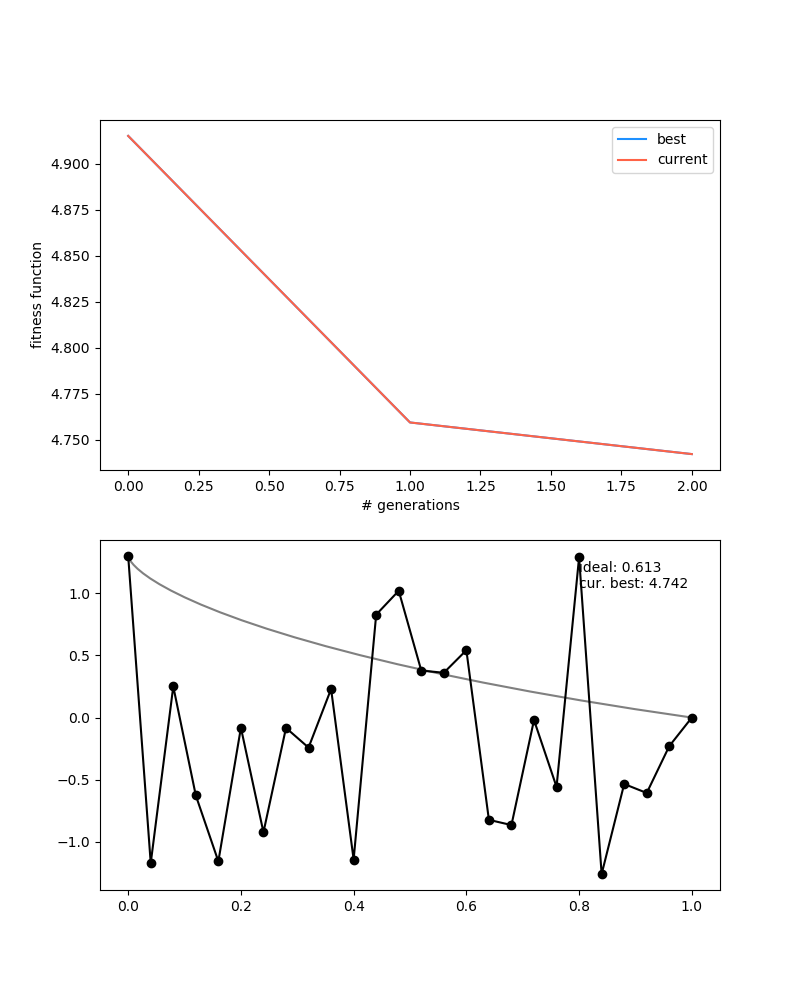 best
current
4.900
4.875
4.850
4.825
4.800
4.775
4.750
fitness function
0.00 0.25 0.50 0.75 1.00 1.25 1.50 1.75 2.00
# generations
ideal: 0.613
cur. best: 4.742
1.0
0.5
0.0
−0.5
−1.0
0.0 0.2 0.4 0.6 0.8 1.0